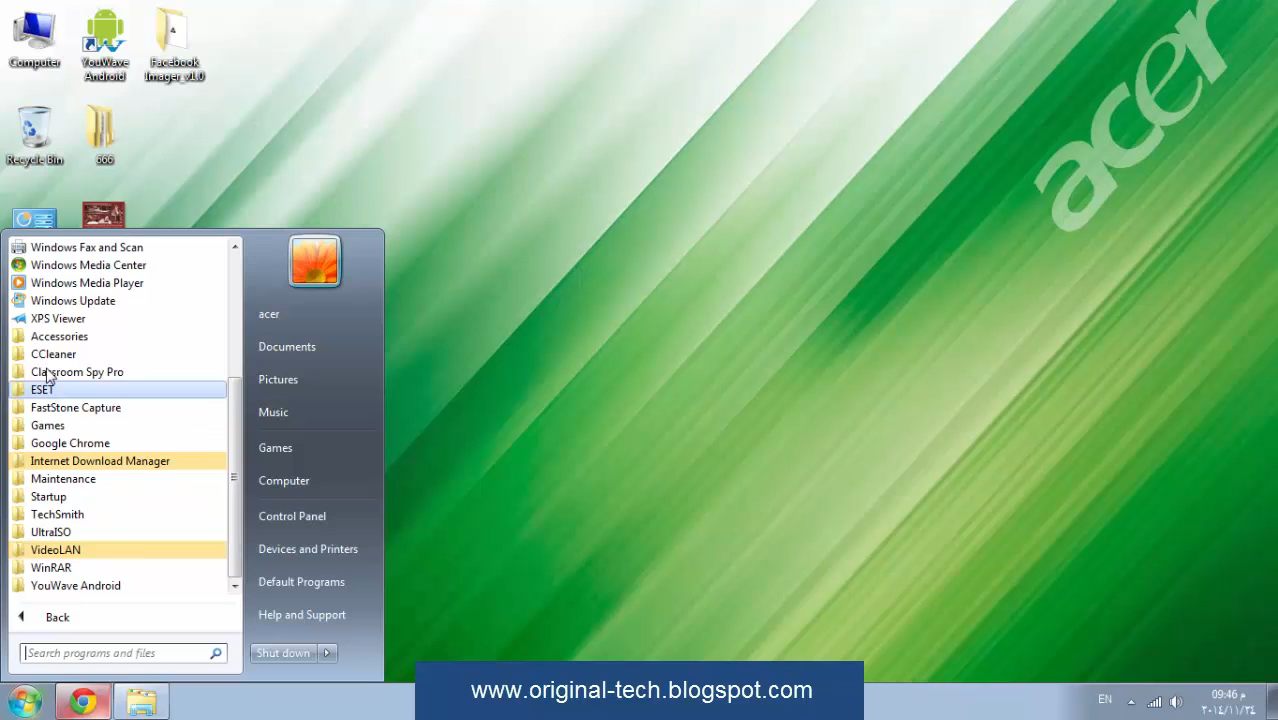 acer
Computer
YouWave
Android
Facebook
Imager_v1.0
Recycle Bin
666
Windows Fax and Scan
Windows Media Center
Windows Media Player
Windows Update
XPS Viewer
Accessories
CCleaner
Classroom Spy Pro
ESET
FastStone Capture
Games
Google Chrome
Internet Download Manager
Maintenance
Startup
TechSmith
UltraISO
VideoLAN
WinRAR
YouWave Android
Back
Search programs and files
acer
Documents
Pictures
Music
Games
Computer
Control Panel
Devices and Printers
Default Programs
Help and Support
Shut down
www.original-tech.blogspot.com
EN
09:46 م
٢٠١٤/١١/٢٤